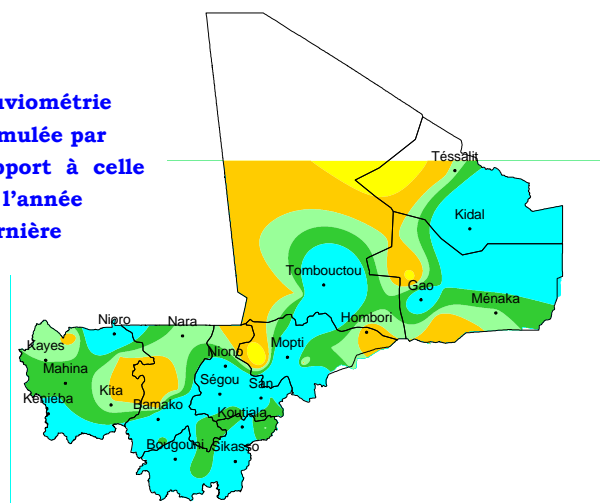 uviométrie
mulée par
pport à celle
l'année
rnière
Téssalit
Kidal
Tombouctou
Gao
Ménaka
Hombori
Nioro
Nara
Mopti
Kayes
Niono
Mahina
Ségou
San
Kita
Kéniéba
Bamako
Koutiala
Bougouni
Sikasso